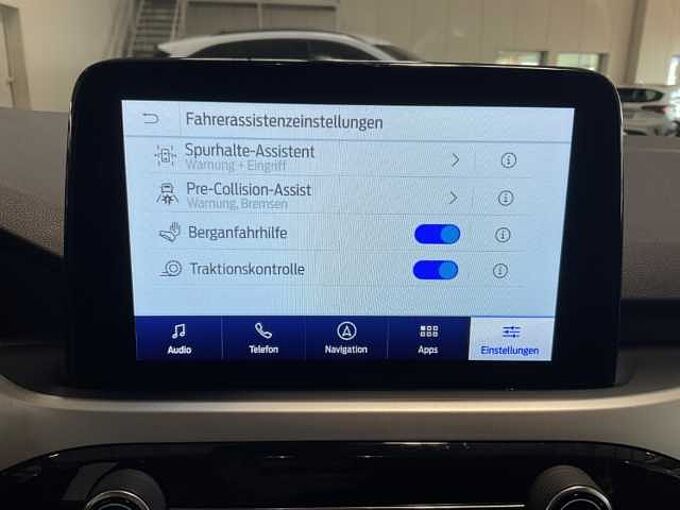 Fahrerassistenzeinstellungen
Spurhalte-Assistent
Warnung + Eingriff
Pre-Collision-Assist
Warnung, Bremsen
Berganfahrhilfe
Traktionskontrolle
Audio
Telefon
Navigation
Apps
Einstellungen